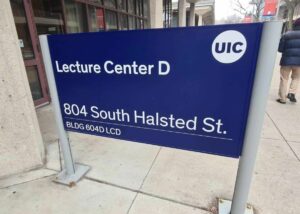 UIC
Lecture Center D
804 South Halsted St.
BLDG 604D LCD